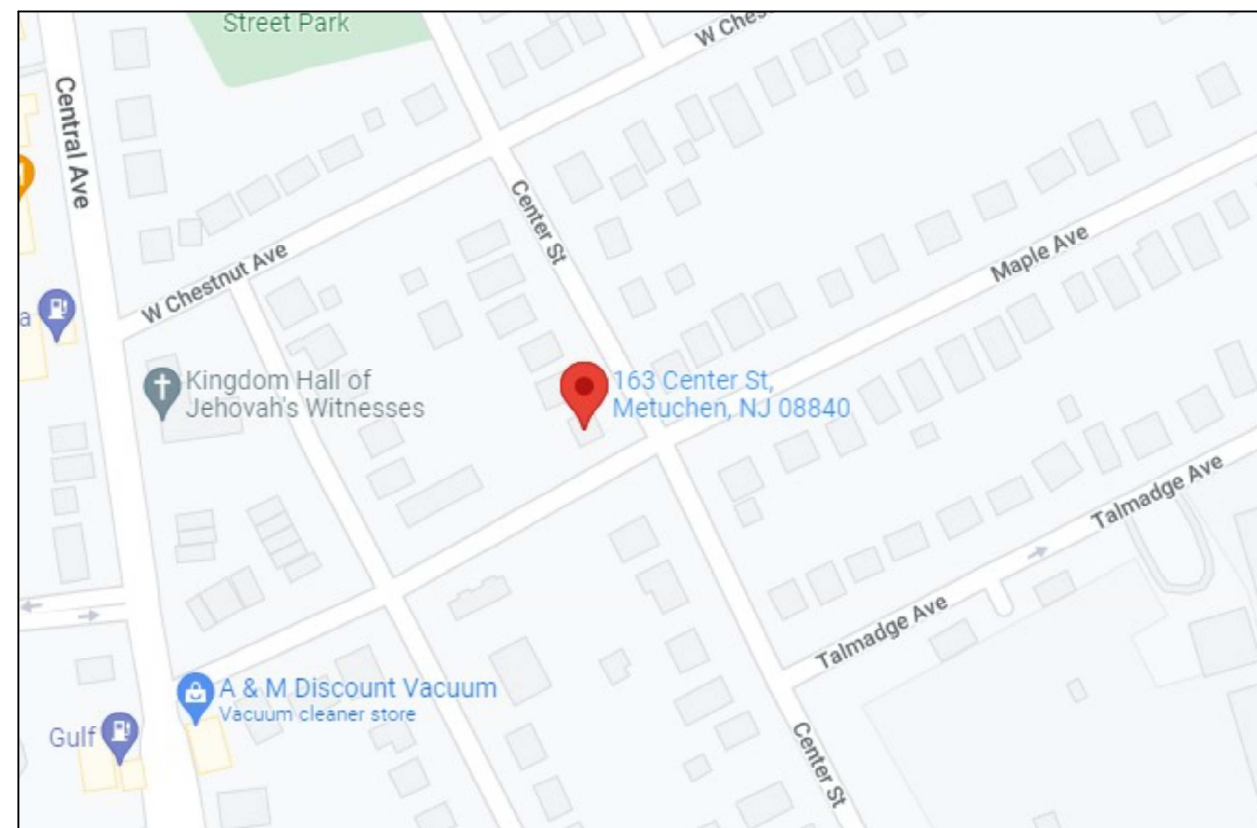 Street Park
W Ches
Central Ave
Center St
W Chestnut Ave
Maple Ave
a
Kingdom Hall of
Jehovah's Witnesses
163 Center St,
Metuchen, NJ 08840
Talmadge Ave
Talmadge Ave
A & M Discount Vacuum
Vacuum cleaner store
Gulf
Center St